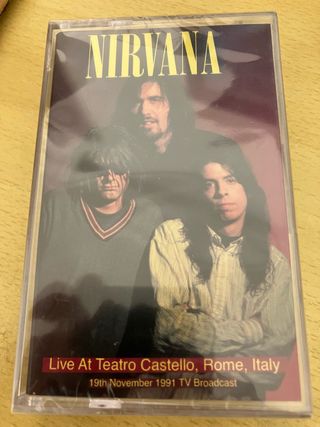 NIRVANA
Live At Teatro Castello, Rome, Italy
19th November 1991 TV Broadcast